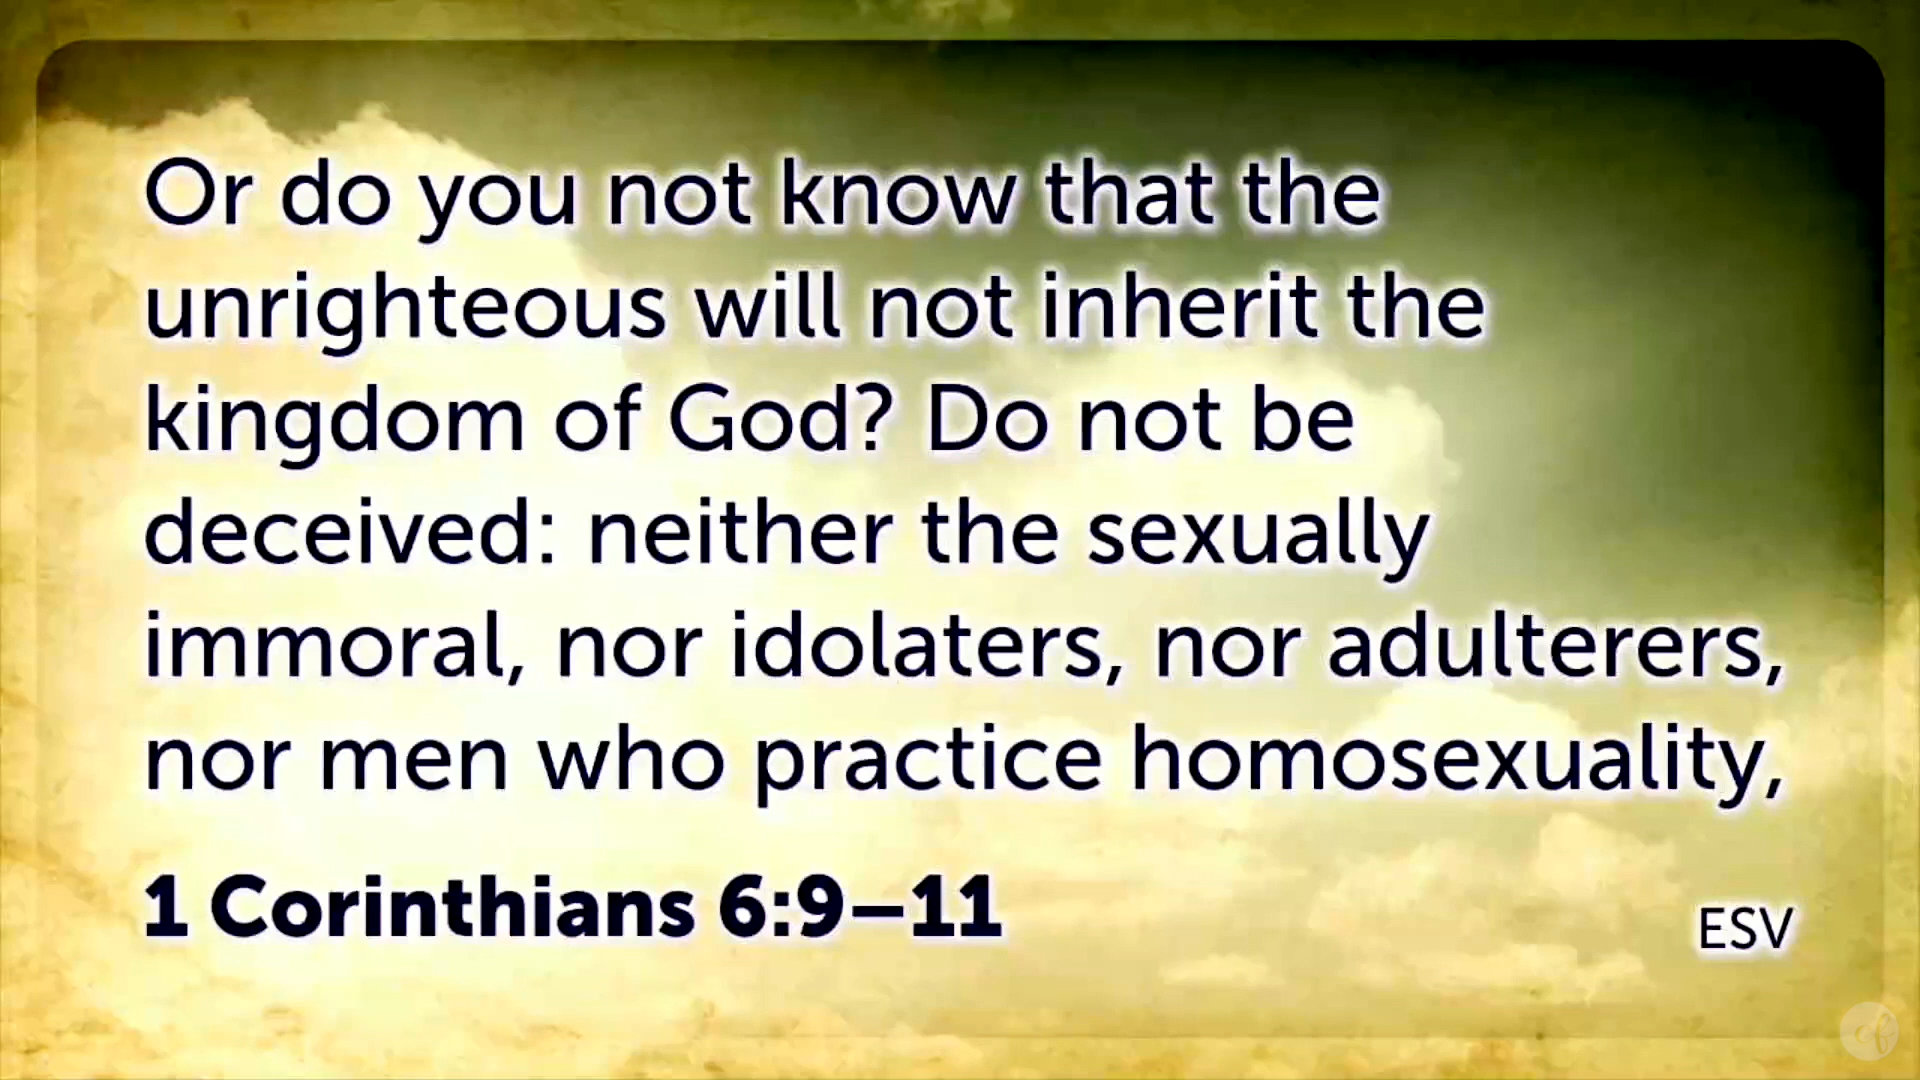 Or do you not know that the
unrighteous will not inherit the
kingdom of God? Do not be
deceived: neither the sexually
immoral, nor idolaters, nor adulterers,
nor men who practice homosexuality,
1 Corinthians 6:9–11
ESV